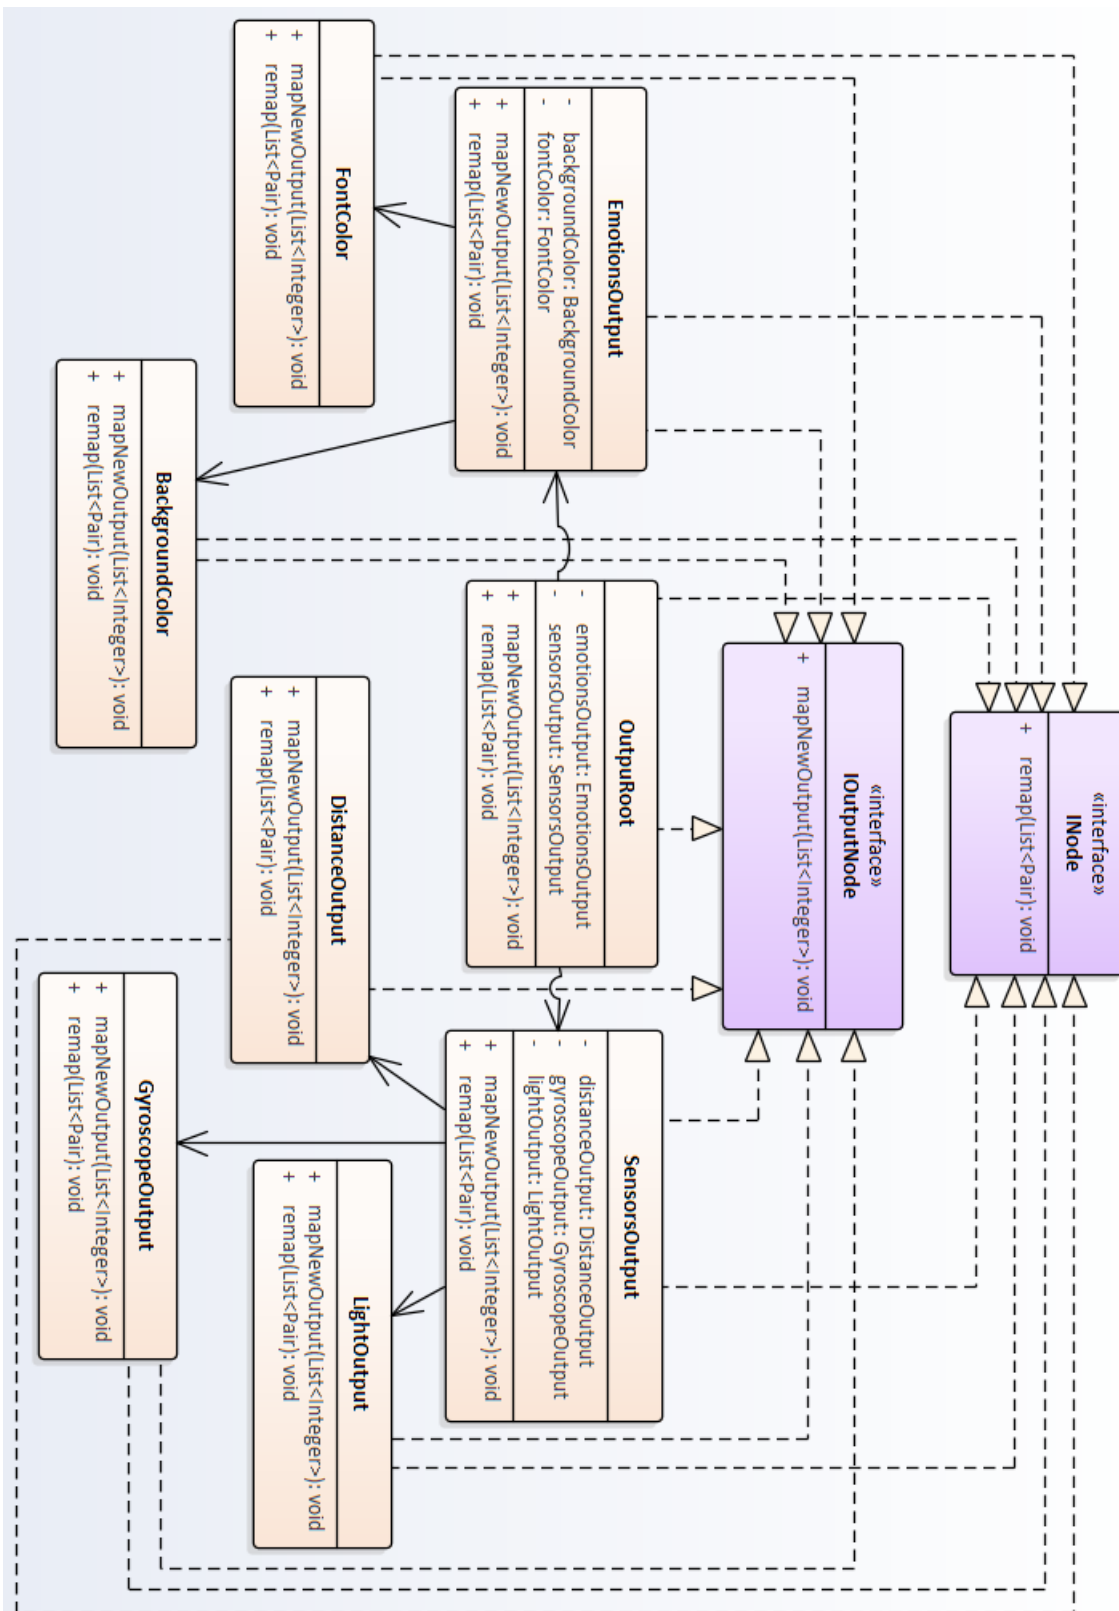 «interface»
INode
+ remap(List<Pair): void
«interface»
IOutputNode
+ mapNewOutput(List<Integer>): void
EmotionsOutput
- backgroundColor: BackgroundColor
- fontColor: FontColor
+ mapNewOutput(List<Integer>): void
+ remap(List<Pair): void
OutpuRoot
- emotionsOutput: EmotionsOutput
- sensorsOutput: SensorsOutput
+ mapNewOutput(List<Integer>): void
+ remap(List<Pair): void
SensorsOutput
- distanceOutput: DistanceOutput
- gyroscopeOutput: GyroscopeOutput
- lightOutput: LightOutput
+ mapNewOutput(List<Integer>): void
+ remap(List<Pair): void
FontColor
+ mapNewOutput(List<Integer>): void
+ remap(List<Pair): void
DistanceOutput
+ mapNewOutput(List<Integer>): void
+ remap(List<Pair): void
LightOutput
+ mapNewOutput(List<Integer>): void
+ remap(List<Pair): void
BackgroundColor
+ mapNewOutput(List<Integer>): void
+ remap(List<Pair): void
GyroscopeOutput
+ mapNewOutput(List<Integer>): void
+ remap(List<Pair): void